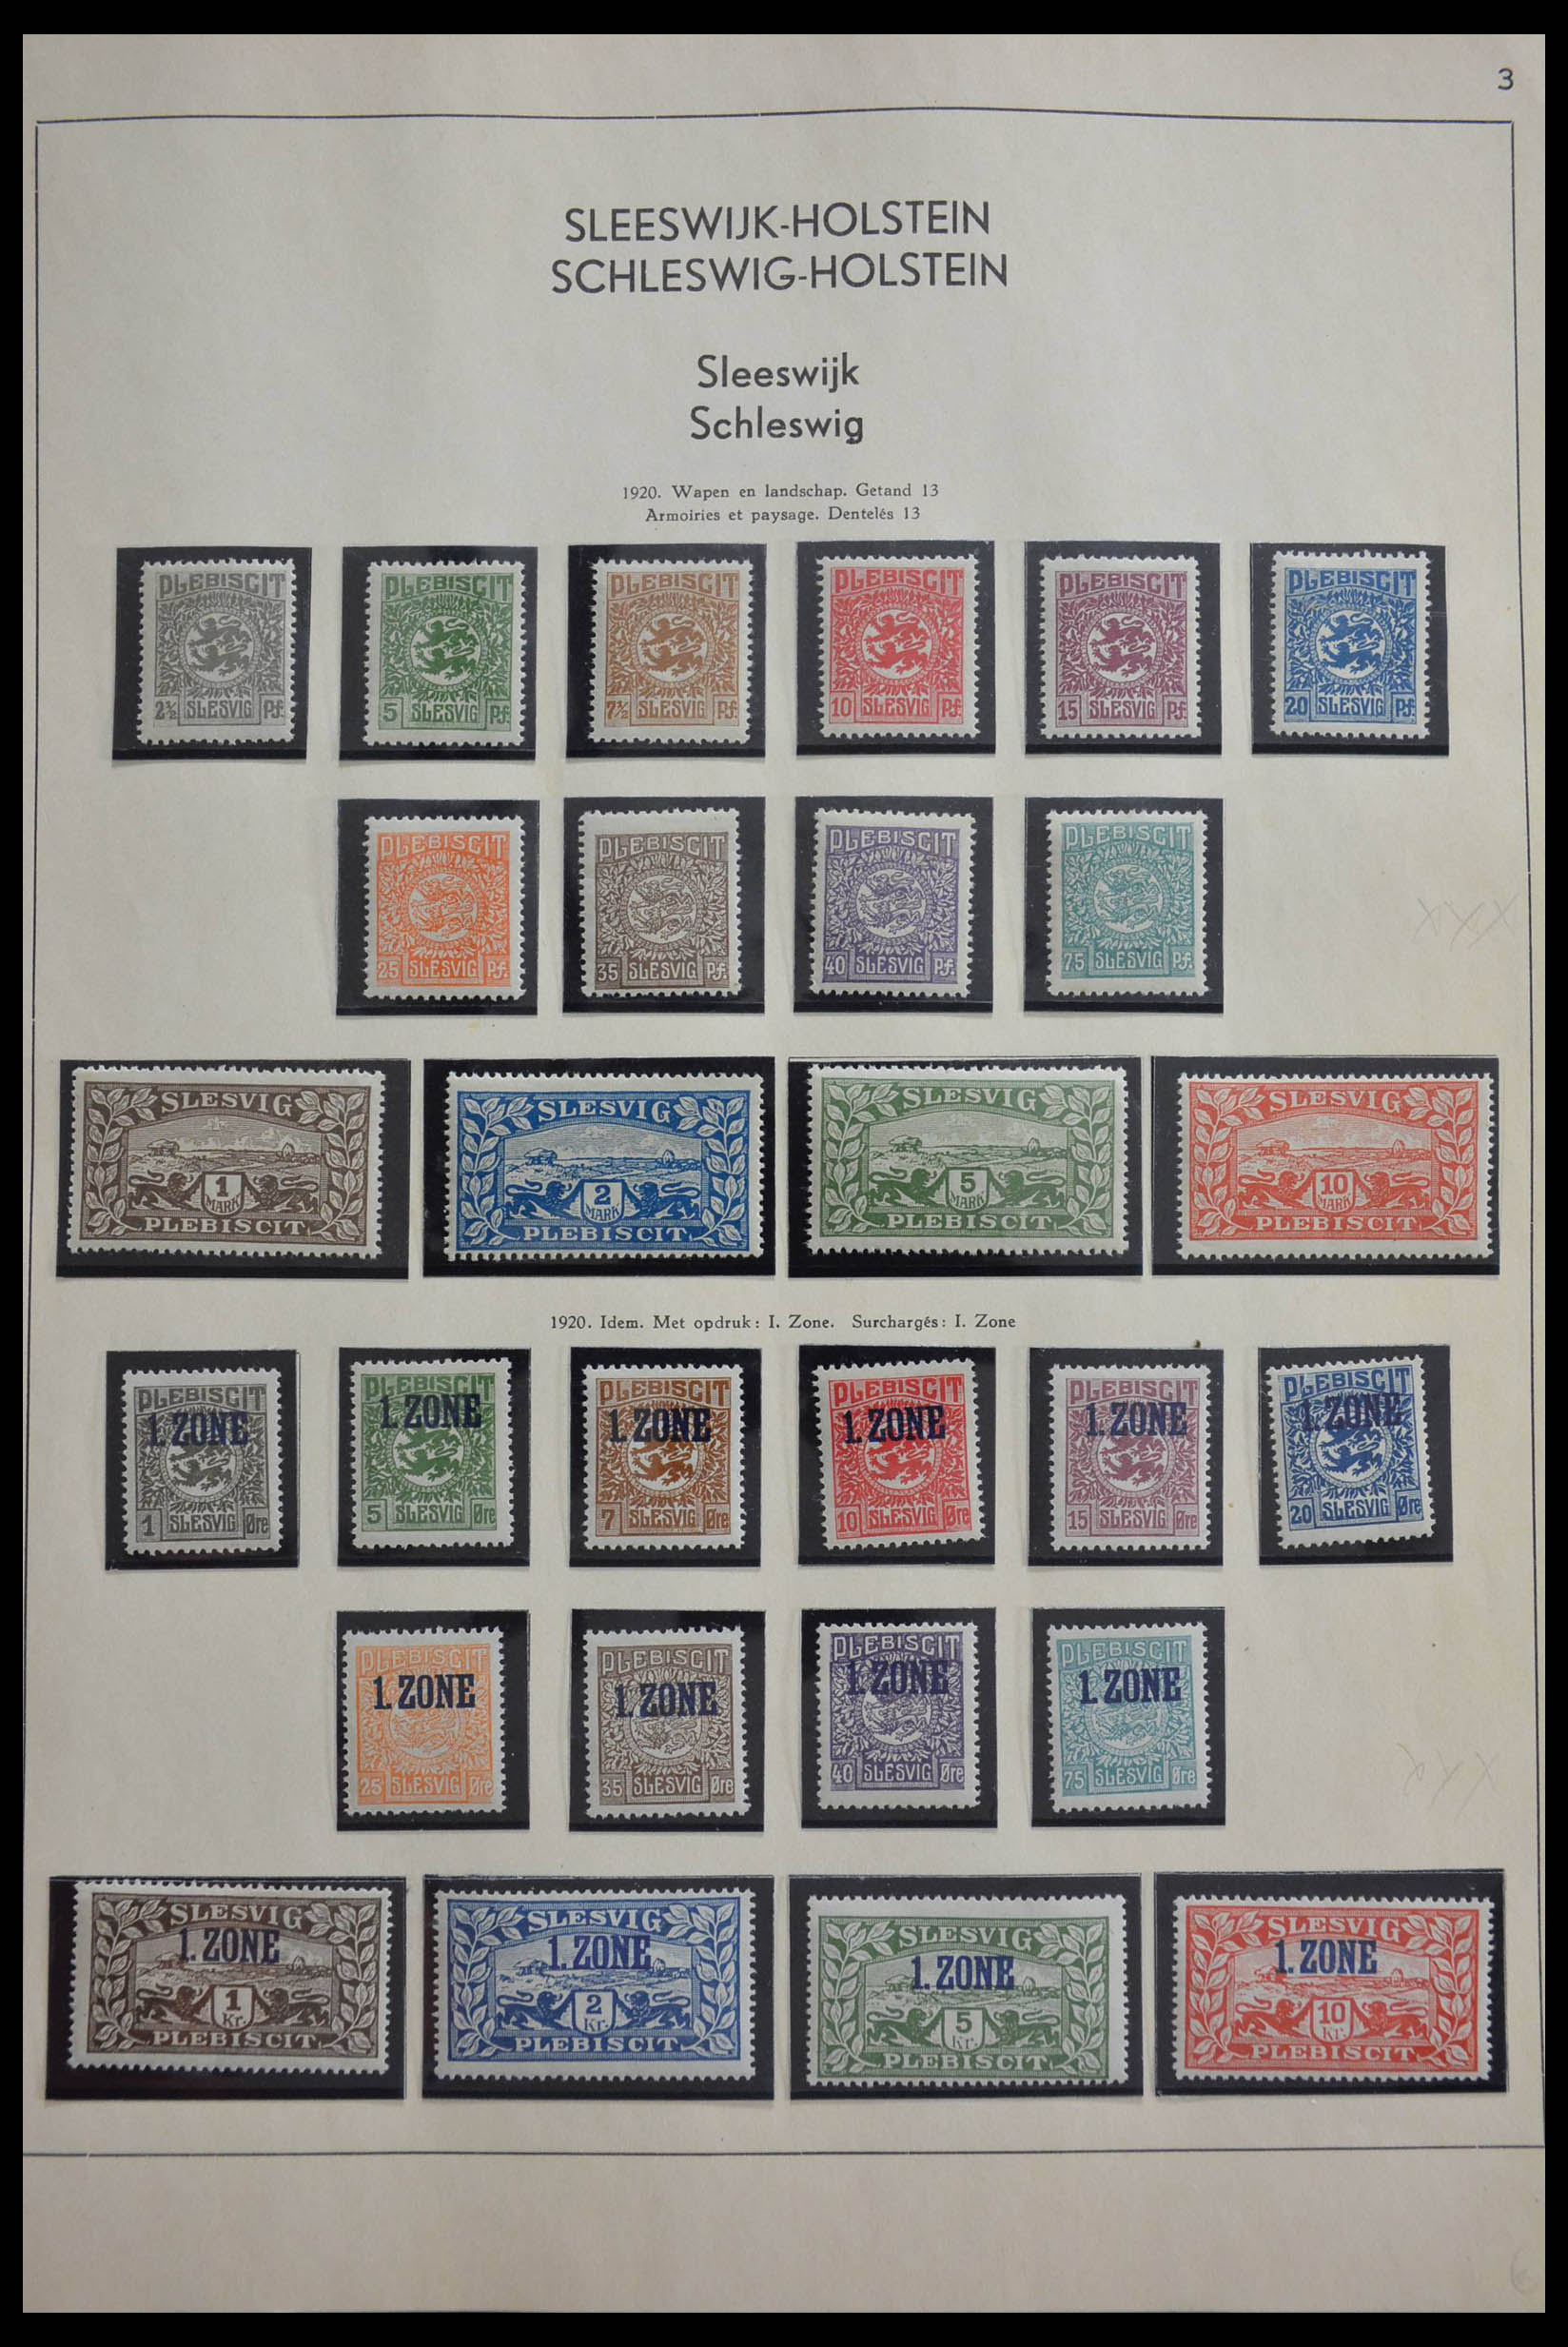 3
SLEESWIJK-HOLSTEIN
SCHLESWIG-HOLSTEIN
Sleeswijk
Schleswig
1920. Wapen en landschap. Getand 13
Armoiries et paysage. Dentelés 13
PLEBISCIT PLEBISCIT PLEBISCIT PLEBISCIT PLEBISCIT PLEBISCIT
2½ SLESVIG Pf. 5 SLESVIG Pf. 7½ SLESVIG Pf. 10 SLESVIG Pf. 15 SLESVIG Pf. 20 SLESVIG Pf.
PLEBISCIT PLEBISCIT PLEBISCIT PLEBISCIT
25 SLESVIG Pf. 35 SLESVIG Pf. 40 SLESVIG Pf. 75 SLESVIG Pf.
SLESVIG SLESVIG SLESVIG SLESVIG
1 2 5 10
MARK MARK MARK MARK
PLEBISCIT. PLEBISCIT. PLEBISCIT. PLEBISCIT.
1920. Idem. Met opdruk: I. Zone. Surchargés: I. Zone
PLEBISCIT PLEBISCIT PLEBISCIT PLEBISCIT PLEBISCIT PLEBISCIT
1. ZONE 1. ZONE 1. ZONE 1. ZONE 1. ZONE 1. ZONE
1 SLESVIG Øre 5 SLESVIG Øre 7 SLESVIG Øre 10 SLESVIG Øre 15 SLESVIG Øre 20 SLESVIG Øre
PLEBISCIT PLEBISCIT PLEBISCIT PLEBISCIT
1. ZONE 1. ZONE 1. ZONE 1. ZONE
25 SLESVIG Øre 35 SLESVIG Øre 40 SLESVIG Øre 75 SLESVIG Øre
SLESVIG SLESVIG SLESVIG SLESVIG
1. ZONE 1. ZONE 1. ZONE 1. ZONE
1 2 5 10
Kr. Kr. Kr. Kr.
PLEBISCIT. PLEBISCIT. PLEBISCIT. PLEBISCIT.